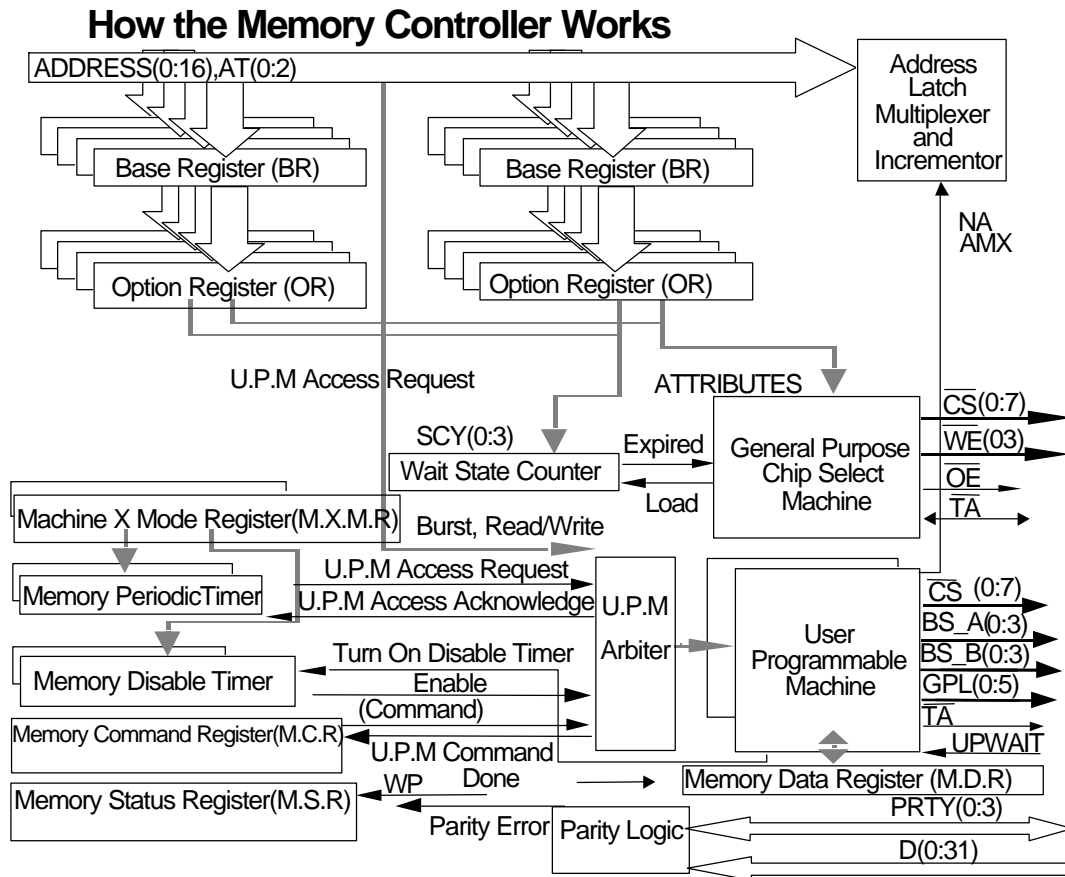 How the Memory Controller Works
ADDRESS(0:16),AT(0:2)
Address
Latch
Multiplexer
and
Incrementor
Base Register (BR)
Base Register (BR)
NA
AMX
Option Register (OR)
Option Register (OR)
U.P.M Access Request
ATTRIBUTES
CS(0:7)
SCY(0:3)
Expired
General Purpose
Chip Select
Machine
WE(03)
Wait State Counter
OE
Load
TA
Machine X Mode Register(M.X.M.R)
Burst, Read/Write
U.P.M Access Request
Memory PeriodicTimer
U.P.M Access Acknowledge
U.P.M
Arbiter
CS (0:7)
BS_A(0:3)
User
Programmable
Machine
BS_B(0:3)
Turn On Disable Timer
Memory Disable Timer
Enable
GPL(0:5)
(Command)
TA
Memory Command Register(M.C.R)
UPWAIT
U.P.M Command
Done
WP
Memory Data Register (M.D.R)
Memory Status Register(M.S.R)
PRTY(0:3)
Parity Error
Parity Logic
D(0:31)